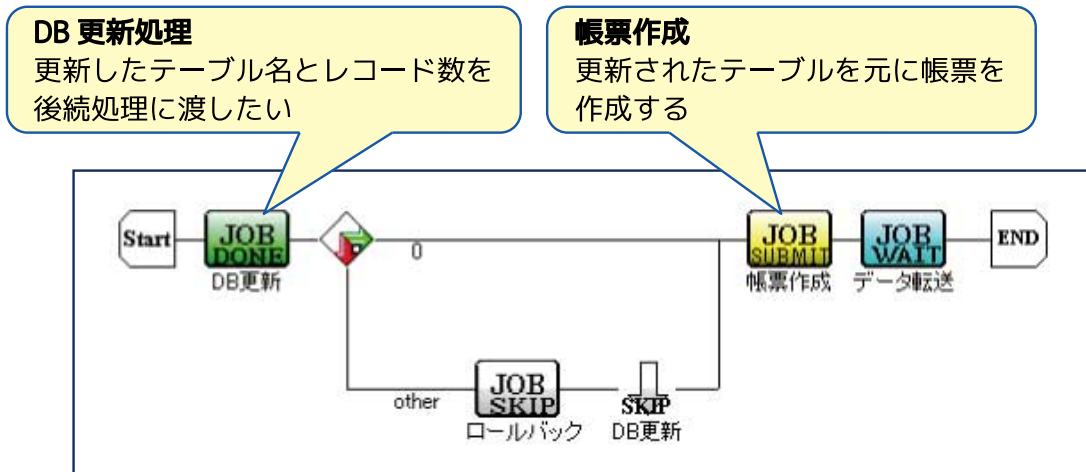 DB 更新処理
更新したテーブル名とレコード数を
後続処理に渡したい
帳票作成
更新されたテーブルを元に帳票を
作成する
Start
JOB
DONE
DB更新
0
JOB
SUBMIT
帳票作成
JOB
WAIT
データ転送
END
other
JOB
SKIP
ロールバック
SKIP
DB更新